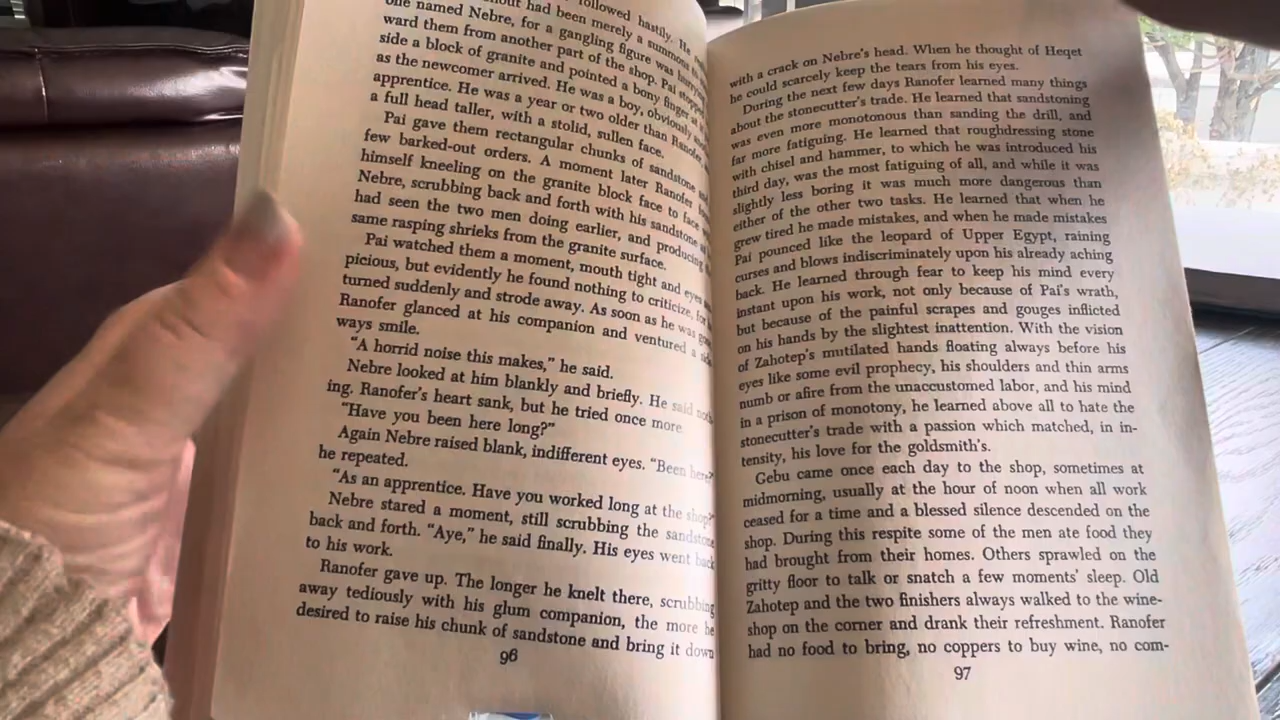 followed hastily. He
had been merely a summons
one named Nebre, for a gangling figure was hurrying
ward them from another part of the shop. Pai stopped
side a block of granite and pointed a bony finger at
as the newcomer arrived. He was a boy, obviously
apprentice. He was a year or two older than Ranofer
a full head taller, with a stolid, sullen face.
Pai gave them rectangular chunks of sandstone and
few barked-out orders. A moment later Ranofer found
himself kneeling on the granite block face to face
Nebre, scrubbing back and forth with his sandstone as
had seen the two men doing earlier, and producing the
same rasping shrieks from the granite surface.
Pai watched them a moment, mouth tight and eyes
picious, but evidently he found nothing to criticize, for he
turned suddenly and strode away. As soon as he was gone
Ranofer glanced at his companion and ventured a side
ways smile.
"A horrid noise this makes," he said.
Nebre looked at him blankly and briefly. He said noth
ing. Ranofer's heart sank, but he tried once more.
"Have you been here long?"
Again Nebre raised blank, indifferent eyes. "Been here?"
he repeated.
"As an apprentice. Have you worked long at the shop?"
Nebre stared a moment, still scrubbing the sandstone
back and forth. "Aye," he said finally. His eyes went back
to his work.
Ranofer gave up. The longer he knelt there, scrubbing
away tediously with his glum companion, the more he
desired to raise his chunk of sandstone and bring it down
96
with a crack on Nebre's head. When he thought of Heqet
he could scarcely keep the tears from his eyes.
During the next few days Ranofer learned many things
about the stonecutter's trade. He learned that sandstoning
was even more monotonous than sanding the drill, and
far more fatiguing. He learned that roughdressing stone
with chisel and hammer, to which he was introduced his
third day, was the most fatiguing of all, and while it was
slightly less boring it was much more dangerous than
either of the other two tasks. He learned that when he
grew tired he made mistakes, and when he made mistakes
Pai pounced like the leopard of Upper Egypt, raining
curses and blows indiscriminately upon his already aching
back. He learned through fear to keep his mind every
instant upon his work, not only because of Pai's wrath,
but because of the painful scrapes and gouges inflicted
on his hands by the slightest inattention. With the vision
of Zahotep's mutilated hands floating always before his
eyes like some evil prophecy, his shoulders and thin arms
numb or afire from the unaccustomed labor, and his mind
in a prison of monotony, he learned above all to hate the
stonecutter's trade with a passion which matched, in in-
tensity, his love for the goldsmith's.
Gebu came once each day to the shop, sometimes at
midmorning, usually at the hour of noon when all work
ceased for a time and a blessed silence descended on the
shop. During this respite some of the men ate food they
had brought from their homes. Others sprawled on the
gritty floor to talk or snatch a few moments' sleep. Old
Zahotep and the two finishers always walked to the wine-
shop on the corner and drank their refreshment. Ranofer
had no food to bring, no coppers to buy wine, no com-
97